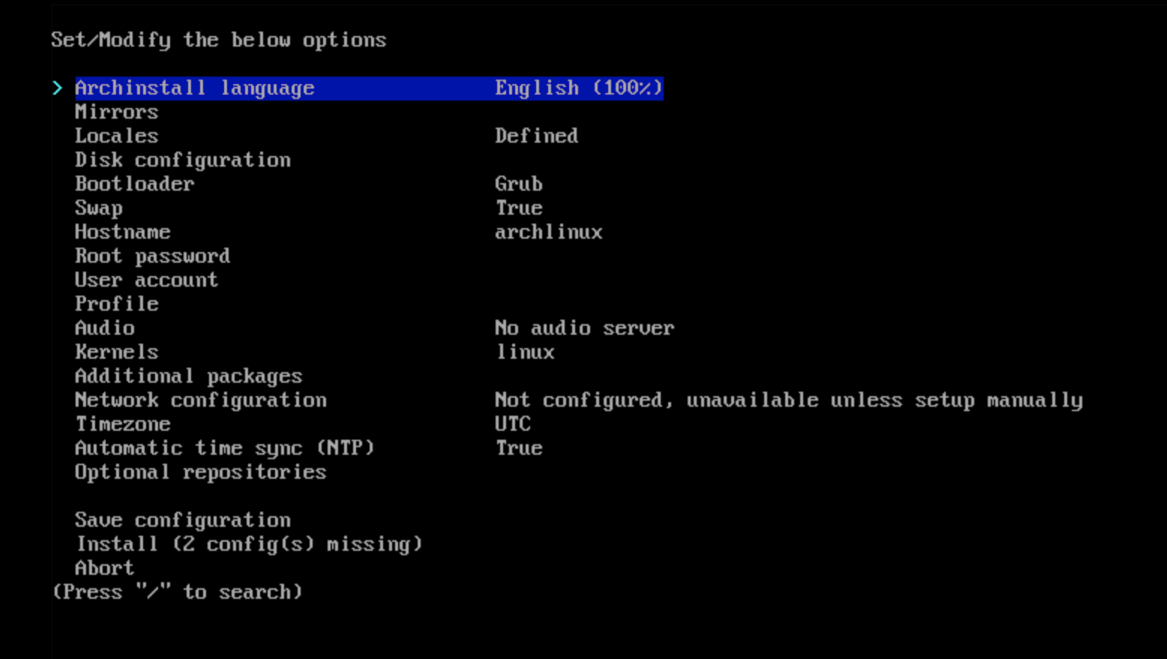 Set/Modify the below options
> Archinstall language English (100%)
Mirrors
Locales Defined
Disk configuration
Bootloader Grub
Swap True
Hostname archlinux
Root password
User account
Profile
Audio No audio server
Kernels linux
Additional packages
Network configuration Not configured, unavailable unless setup manually
Timezone UTC
Automatic time sync (NTP) True
Optional repositories
Save configuration
Install (2 config(s) missing)
Abort
(Press "/" to search)